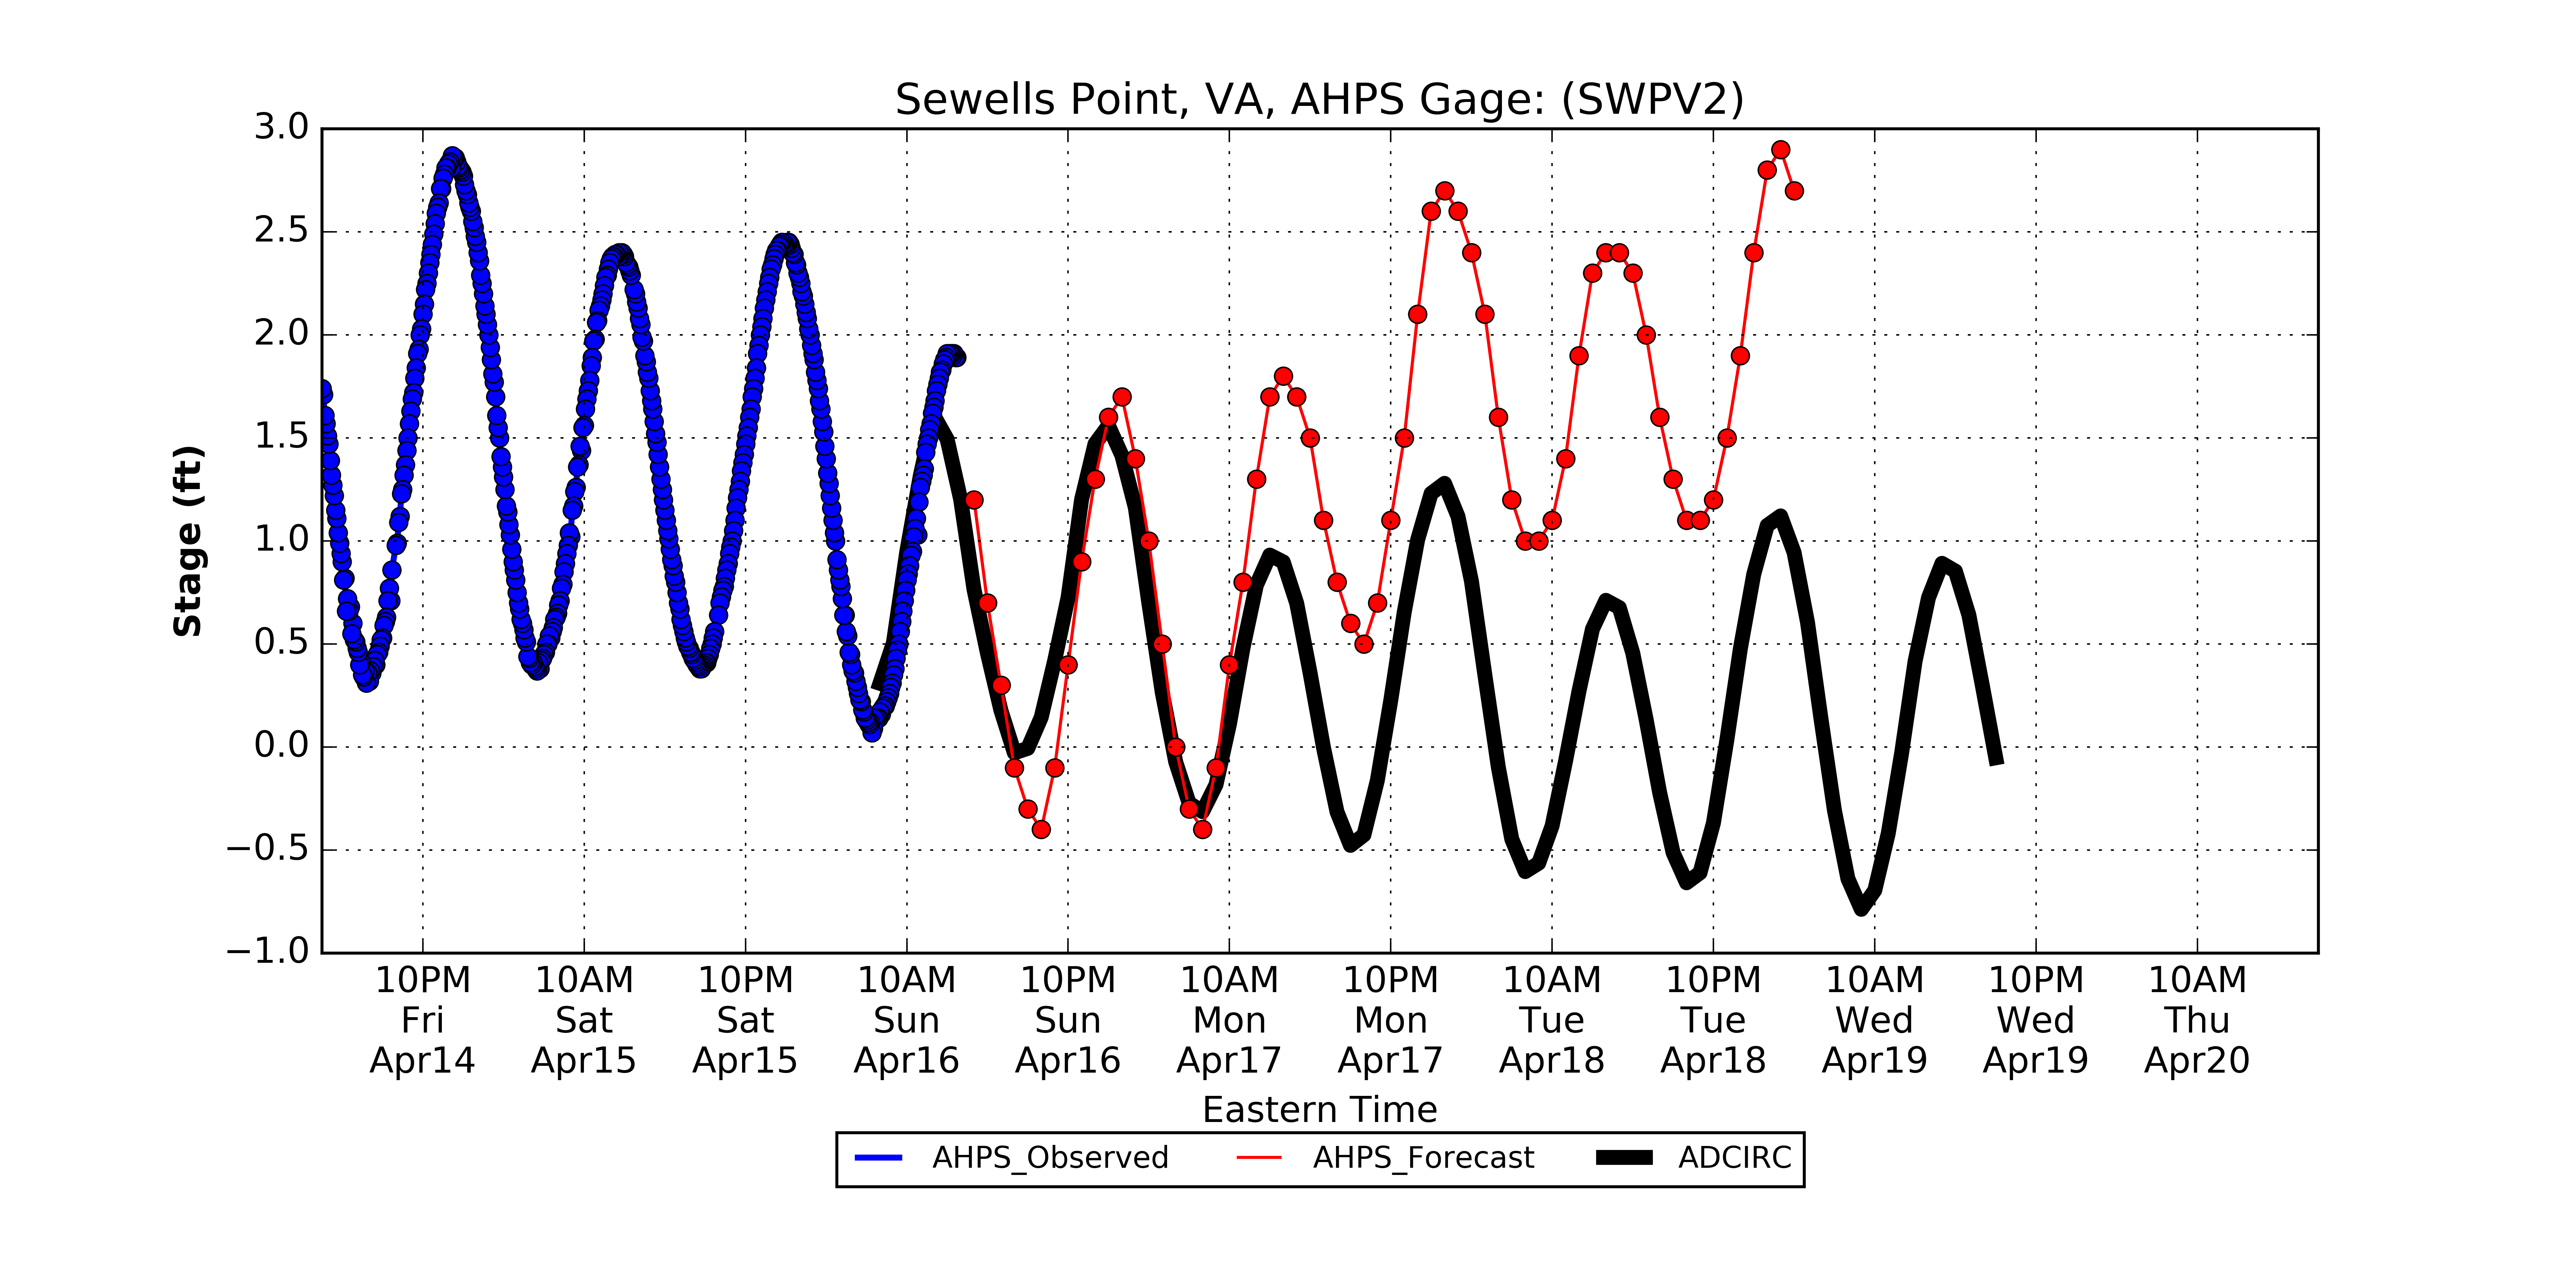 Sewells Point, VA, AHPS Gage: (SWPV2)
3.0
2.5
2.0
1.5
1.0
0.5
0.0
−0.5
−1.0
Stage (ft)
10PM 10AM 10PM 10AM 10PM 10AM 10PM 10AM 10PM 10AM 10PM 10AM
Fri Sat Sat Sun Sun Mon Mon Tue Tue Wed Wed Thu
Apr14 Apr15 Apr15 Apr16 Apr16 Apr17 Apr17 Apr18 Apr18 Apr19 Apr19 Apr20
Eastern Time
AHPS_Observed AHPS_Forecast ADCIRC